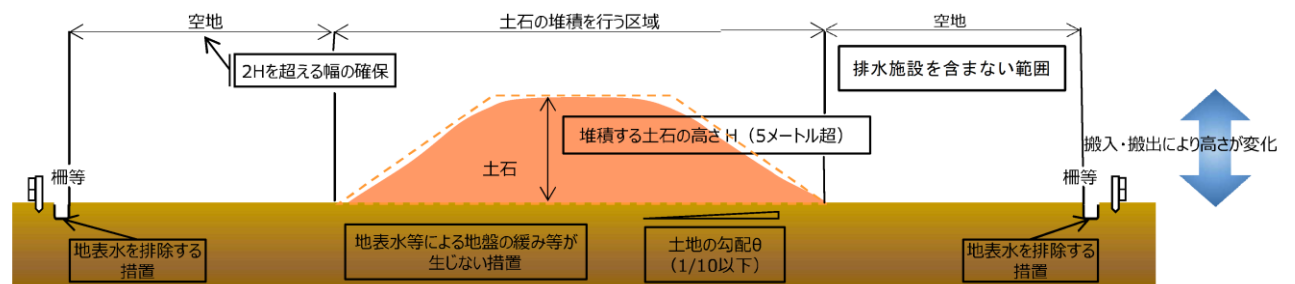 空地
土石の堆積を行う区域
空地
2Hを超える幅の確保
排水施設を含まない範囲
堆積する土石の高さH（5メートル超）
搬入・搬出により高さが変化
土石
柵等
柵等
地表水を排除する
措置
地表水等による地盤の緩み等が
生じない措置
土地の勾配θ
（1/10以下）
地表水を排除する
措置